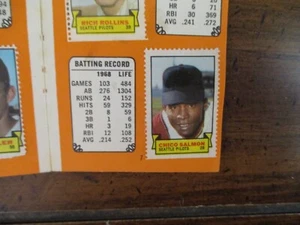 RICH ROLLINS
SEATTLE PILOTS 3B
HR 6 71
RBI 30 369
AVG .241 .272
BATTING RECORD
1968 LIFE
GAMES 103 484
AB 276 1304
RUNS 24 152
HITS 59 329
2B 8 59
3B 1 6
HR 3 19
RBI 12 108
AVG .214 .252
CHICO SALMON
SEATTLE PILOTS 2B